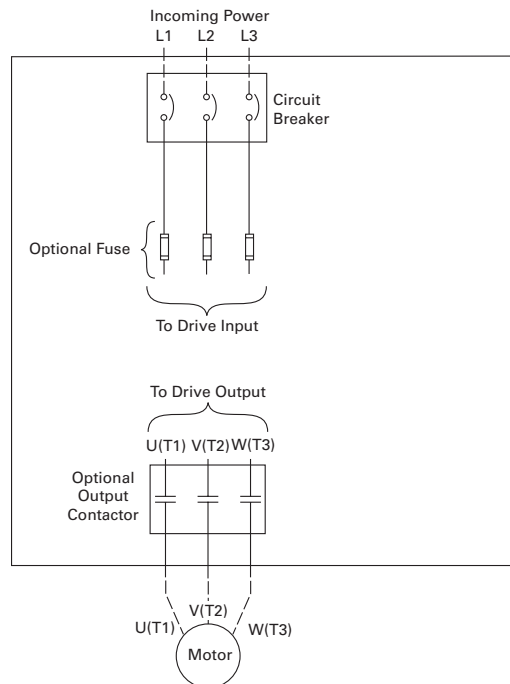 Incoming Power
L1 L2 L3
Circuit
Breaker
Optional Fuse
To Drive Input
To Drive Output
U(T1) V(T2) W(T3)
Optional
Output
Contactor
V(T2)
U(T1) W(T3)
Motor